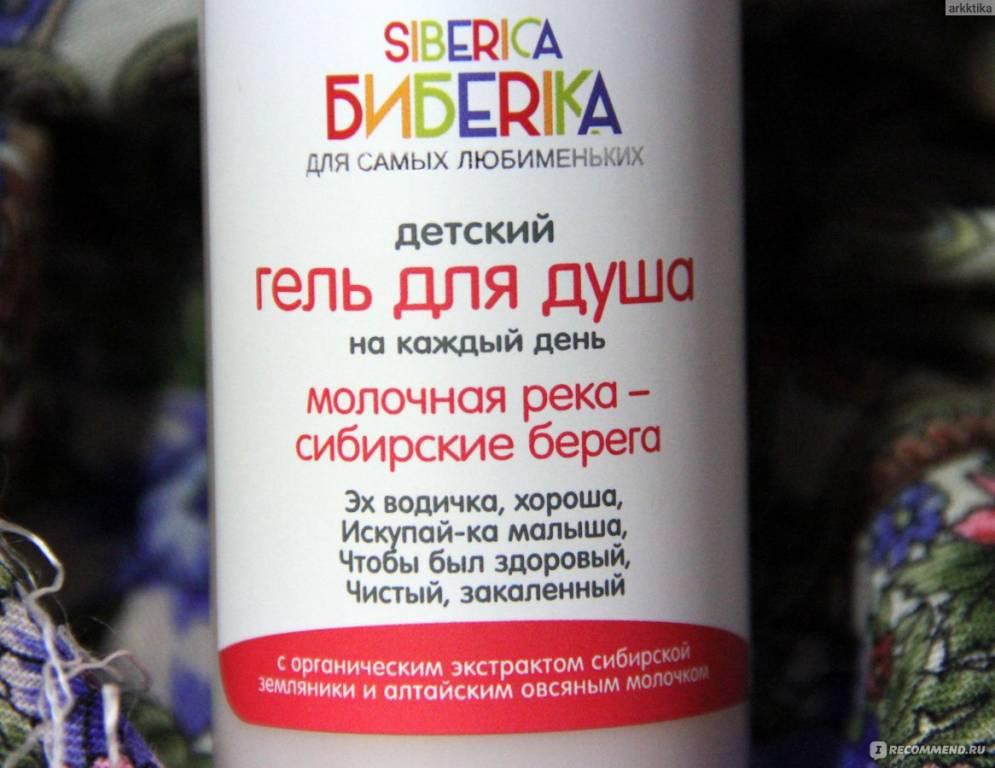 arkktika
SIBERICA
БИБЕRIKA
ДЛЯ САМЫХ ЛЮБИМЕНЬКИХ
детский
гель для душа
на каждый день
молочная река –
сибирские берега
Эх водичка, хороша,
Искупай-ка малыша,
Чтобы был здоровый,
Чистый, закаленный
с органическим экстрактом сибирской
земляники и алтайским овсяным молочком
I RECOMMEND.RU